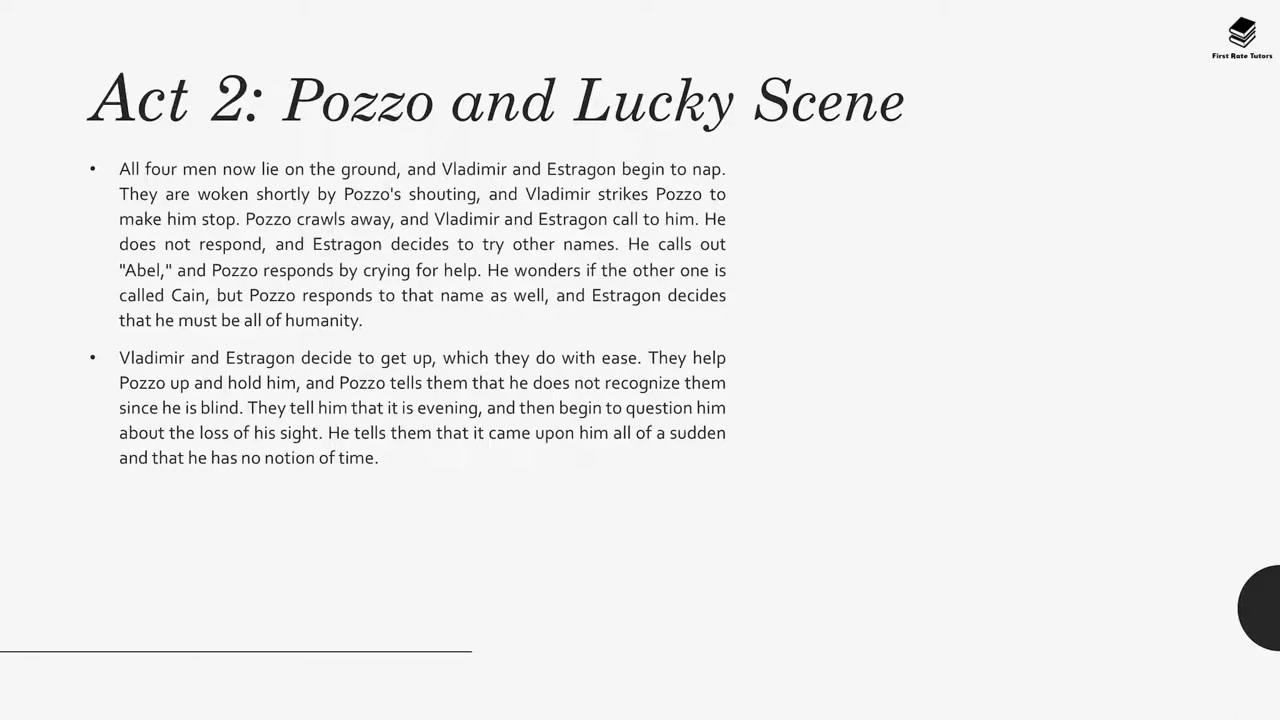 First Rate Tutors
Act 2: Pozzo and Lucky Scene
• All four men now lie on the ground, and Vladimir and Estragon begin to nap.
They are woken shortly by Pozzo's shouting, and Vladimir strikes Pozzo to
make him stop. Pozzo crawls away, and Vladimir and Estragon call to him. He
does not respond, and Estragon decides to try other names. He calls out
"Abel," and Pozzo responds by crying for help. He wonders if the other one is
called Cain, but Pozzo responds to that name as well, and Estragon decides
that he must be all of humanity.
• Vladimir and Estragon decide to get up, which they do with ease. They help
Pozzo up and hold him, and Pozzo tells them that he does not recognize them
since he is blind. They tell him that it is evening, and then begin to question him
about the loss of his sight. He tells them that it came upon him all of a sudden
and that he has no notion of time.